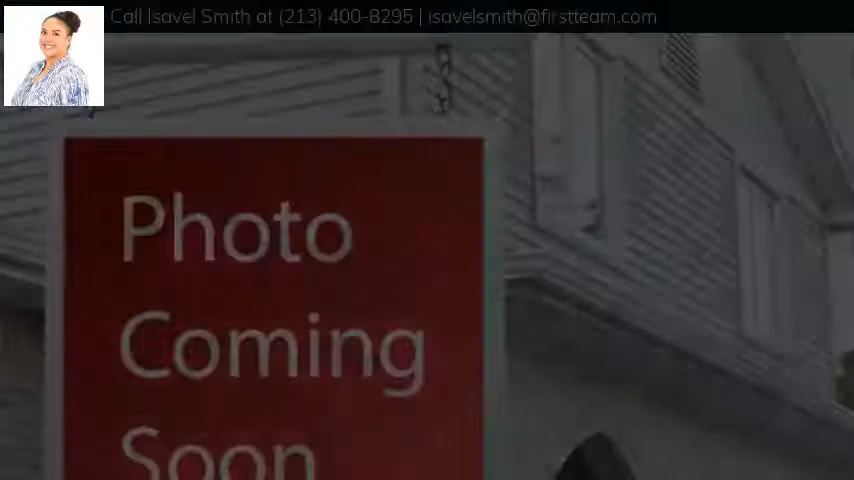 Call Isavel Smith at (213) 400-8295 | isavelsmith@firstteam.com
Photo
Coming
Soon